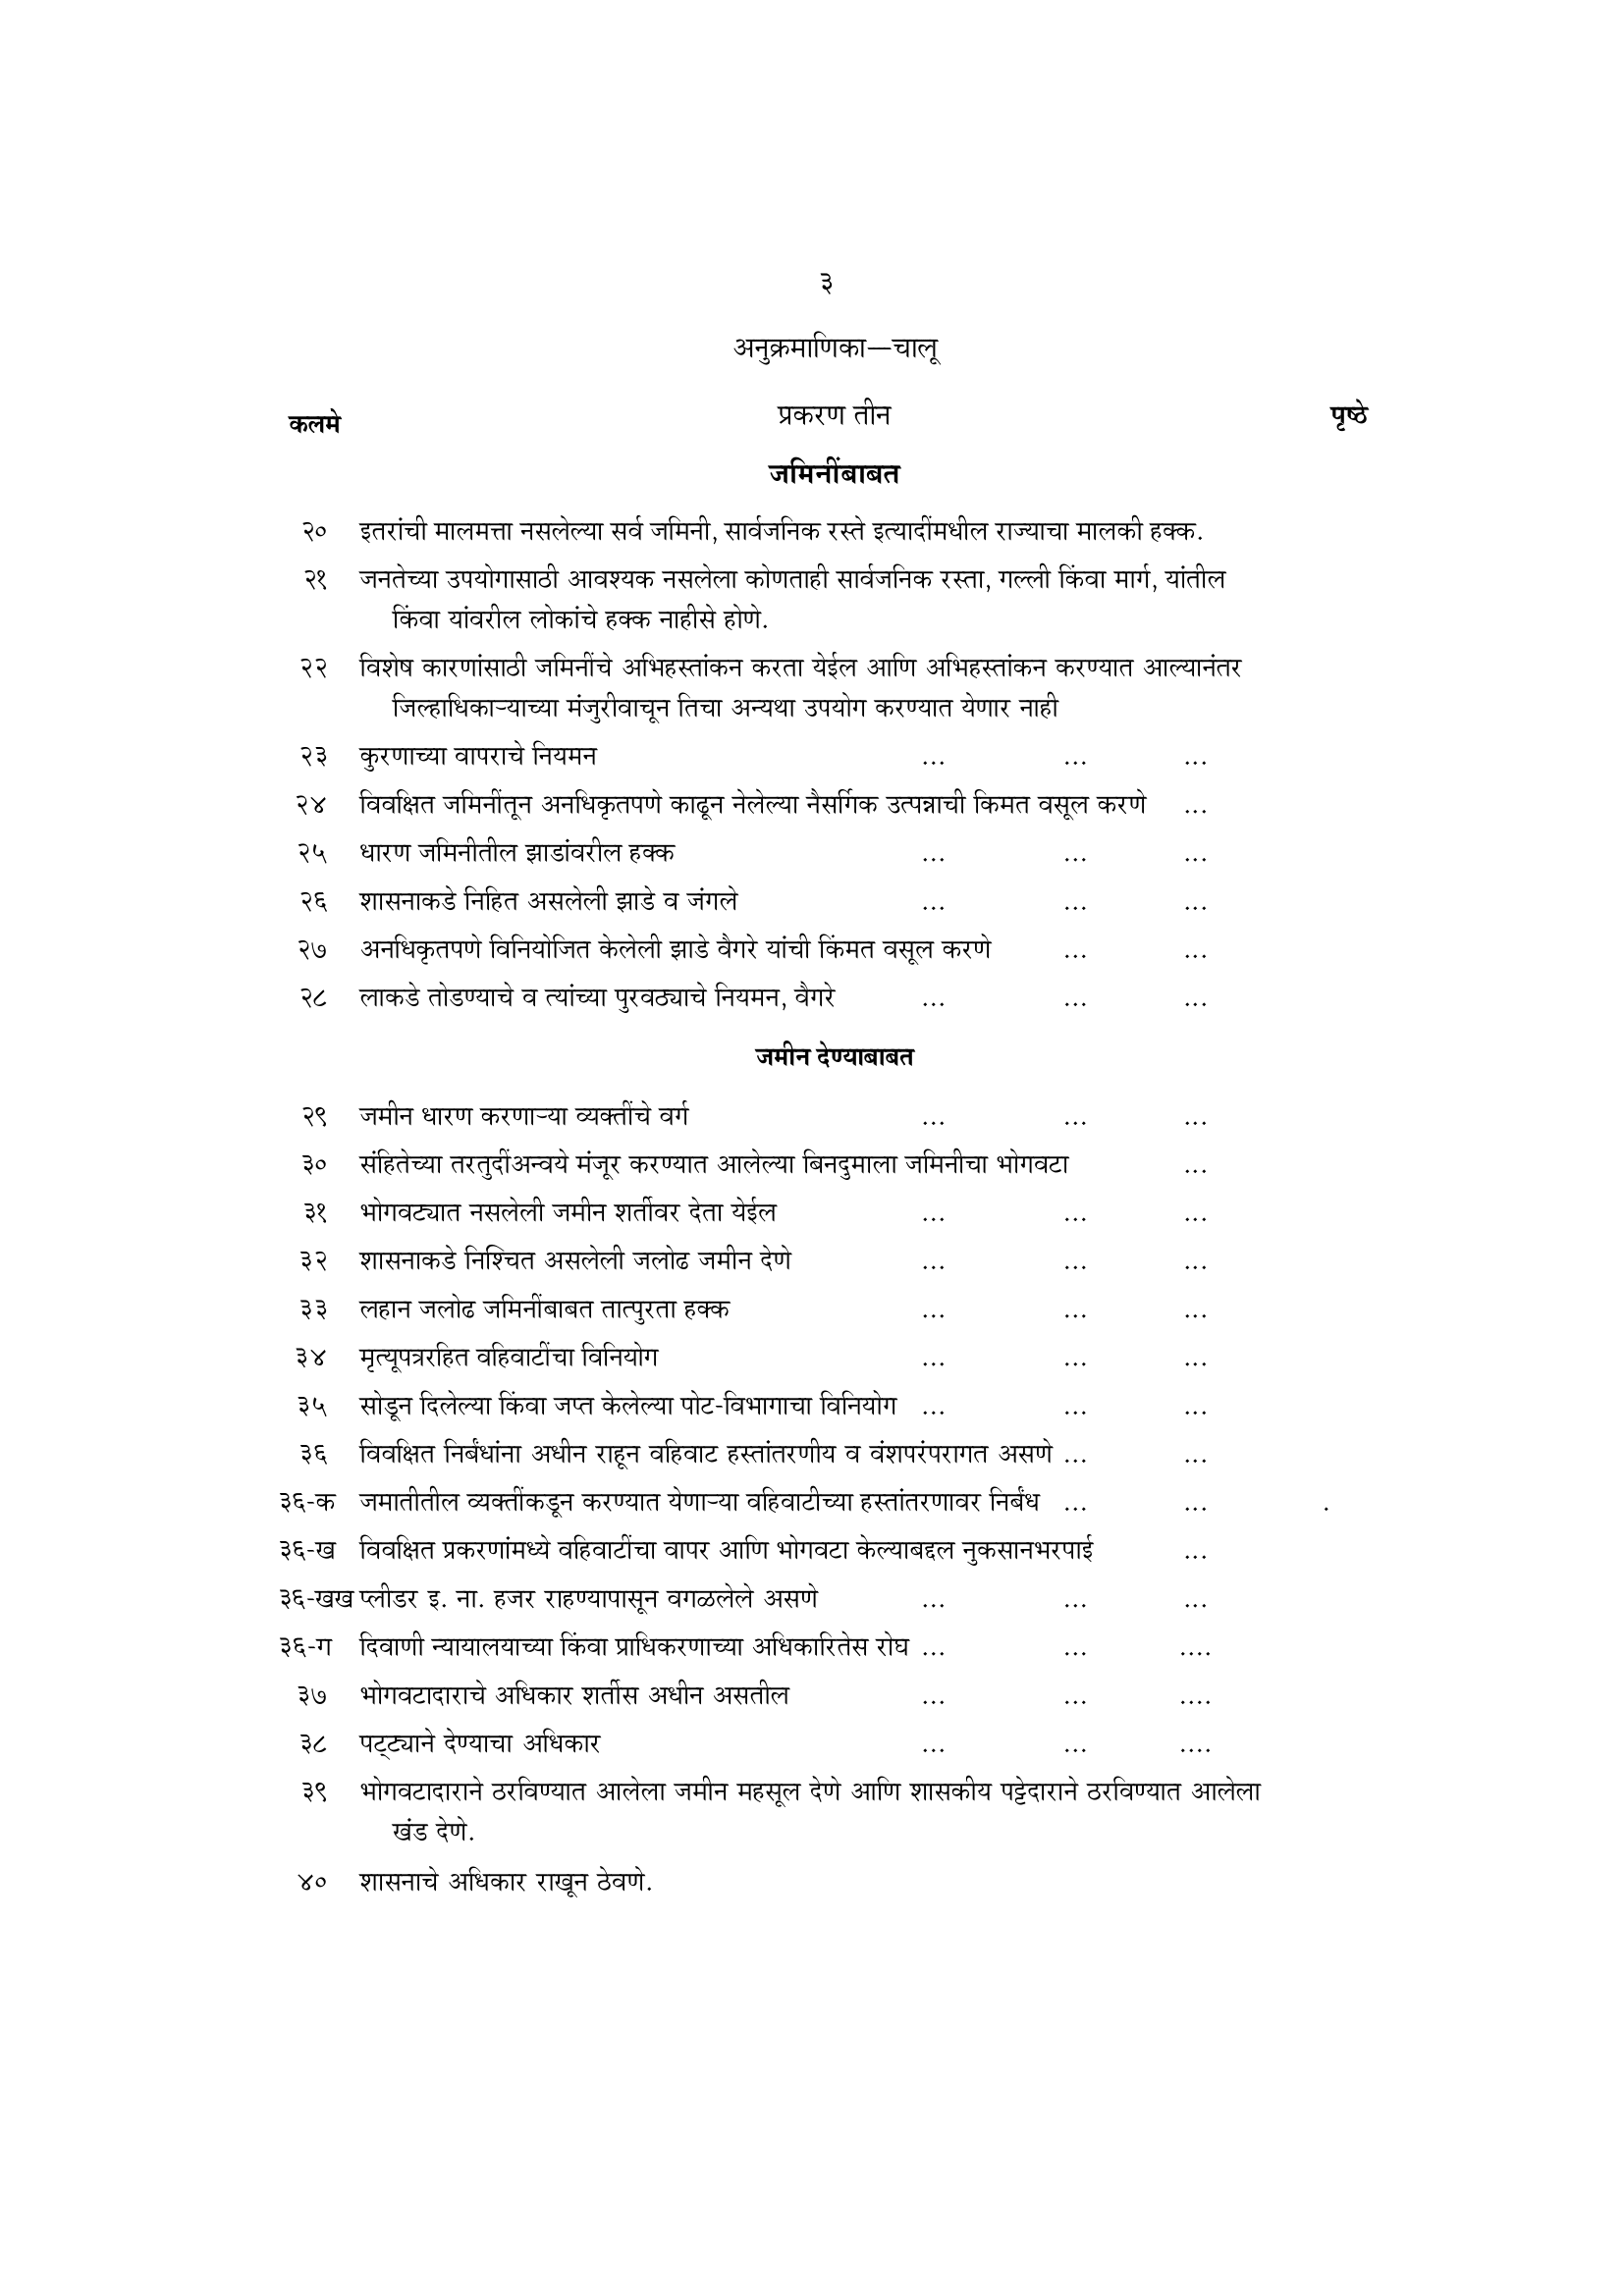 ३
अनुक्रमाणिका—चालू
कलमे प्रकरण तीन पृष्ठे
जमिनींबाबत
२० इतरांची मालमत्ता नसलेल्या सर्व जमिनी, सार्वजनिक रस्ते इत्यादींमधील राज्याचा मालकी हक्क.
२१ जनतेच्या उपयोगासाठी आवश्यक नसलेला कोणताही सार्वजनिक रस्ता, गल्ली किंवा मार्ग, यांतील
किंवा यांवरील लोकांचे हक्क नाहीसे होणे.
२२ विशेष कारणांसाठी जमिनींचे अभिहस्तांकन करता येईल आणि अभिहस्तांकन करण्यात आल्यानंतर
जिल्हाधिकाऱ्याच्या मंजुरीवाचून तिचा अन्यथा उपयोग करण्यात येणार नाही
२३ कुरणाच्या वापराचे नियमन ... ... ...
२४ विवक्षित जमिनींतून अनधिकृतपणे काढून नेलेल्या नैसर्गिक उत्पन्नाची किमत वसूल करणे ...
२५ धारण जमिनीतील झाडांवरील हक्क ... ... ...
२६ शासनाकडे निहित असलेली झाडे व जंगले ... ... ...
२७ अनधिकृतपणे विनियोजित केलेली झाडे वैगरे यांची किंमत वसूल करणे ... ...
२८ लाकडे तोडण्याचे व त्यांच्या पुरवठ्याचे नियमन, वैगरे ... ... ...
जमीन देण्याबाबत
२९ जमीन धारण करणाऱ्या व्यक्तींचे वर्ग ... ... ...
३० संहितेच्या तरतुदींअन्वये मंजूर करण्यात आलेल्या बिनदुमाला जमिनीचा भोगवटा ...
३१ भोगवट्यात नसलेली जमीन शर्तीवर देता येईल ... ... ...
३२ शासनाकडे निश्चित असलेली जलोढ जमीन देणे ... ... ...
३३ लहान जलोढ जमिनींबाबत तात्पुरता हक्क ... ... ...
३४ मृत्यूपत्ररहित वहिवाटींचा विनियोग ... ... ...
३५ सोडून दिलेल्या किंवा जप्त केलेल्या पोट-विभागाचा विनियोग ... ... ...
३६ विवक्षित निर्बंधांना अधीन राहून वहिवाट हस्तांतरणीय व वंशपरंपरागत असणे ... ...
३६-क जमातीतील व्यक्तींकडून करण्यात येणाऱ्या वहिवाटीच्या हस्तांतरणावर निर्बंध ... ... .
३६-ख विवक्षित प्रकरणांमध्ये वहिवाटींचा वापर आणि भोगवटा केल्याबद्दल नुकसानभरपाई ...
३६-खख प्लीडर इ. ना. हजर राहण्यापासून वगळलेले असणे ... ... ...
३६-ग दिवाणी न्यायालयाच्या किंवा प्राधिकरणाच्या अधिकारितेस रोघ ... ... ....
३७ भोगवटादाराचे अधिकार शर्तीस अधीन असतील ... ... ....
३८ पट्ट्याने देण्याचा अधिकार ... ... ....
३९ भोगवटादाराने ठरविण्यात आलेला जमीन महसूल देणे आणि शासकीय पट्टेदाराने ठरविण्यात आलेला
खंड देणे.
४० शासनाचे अधिकार राखून ठेवणे.